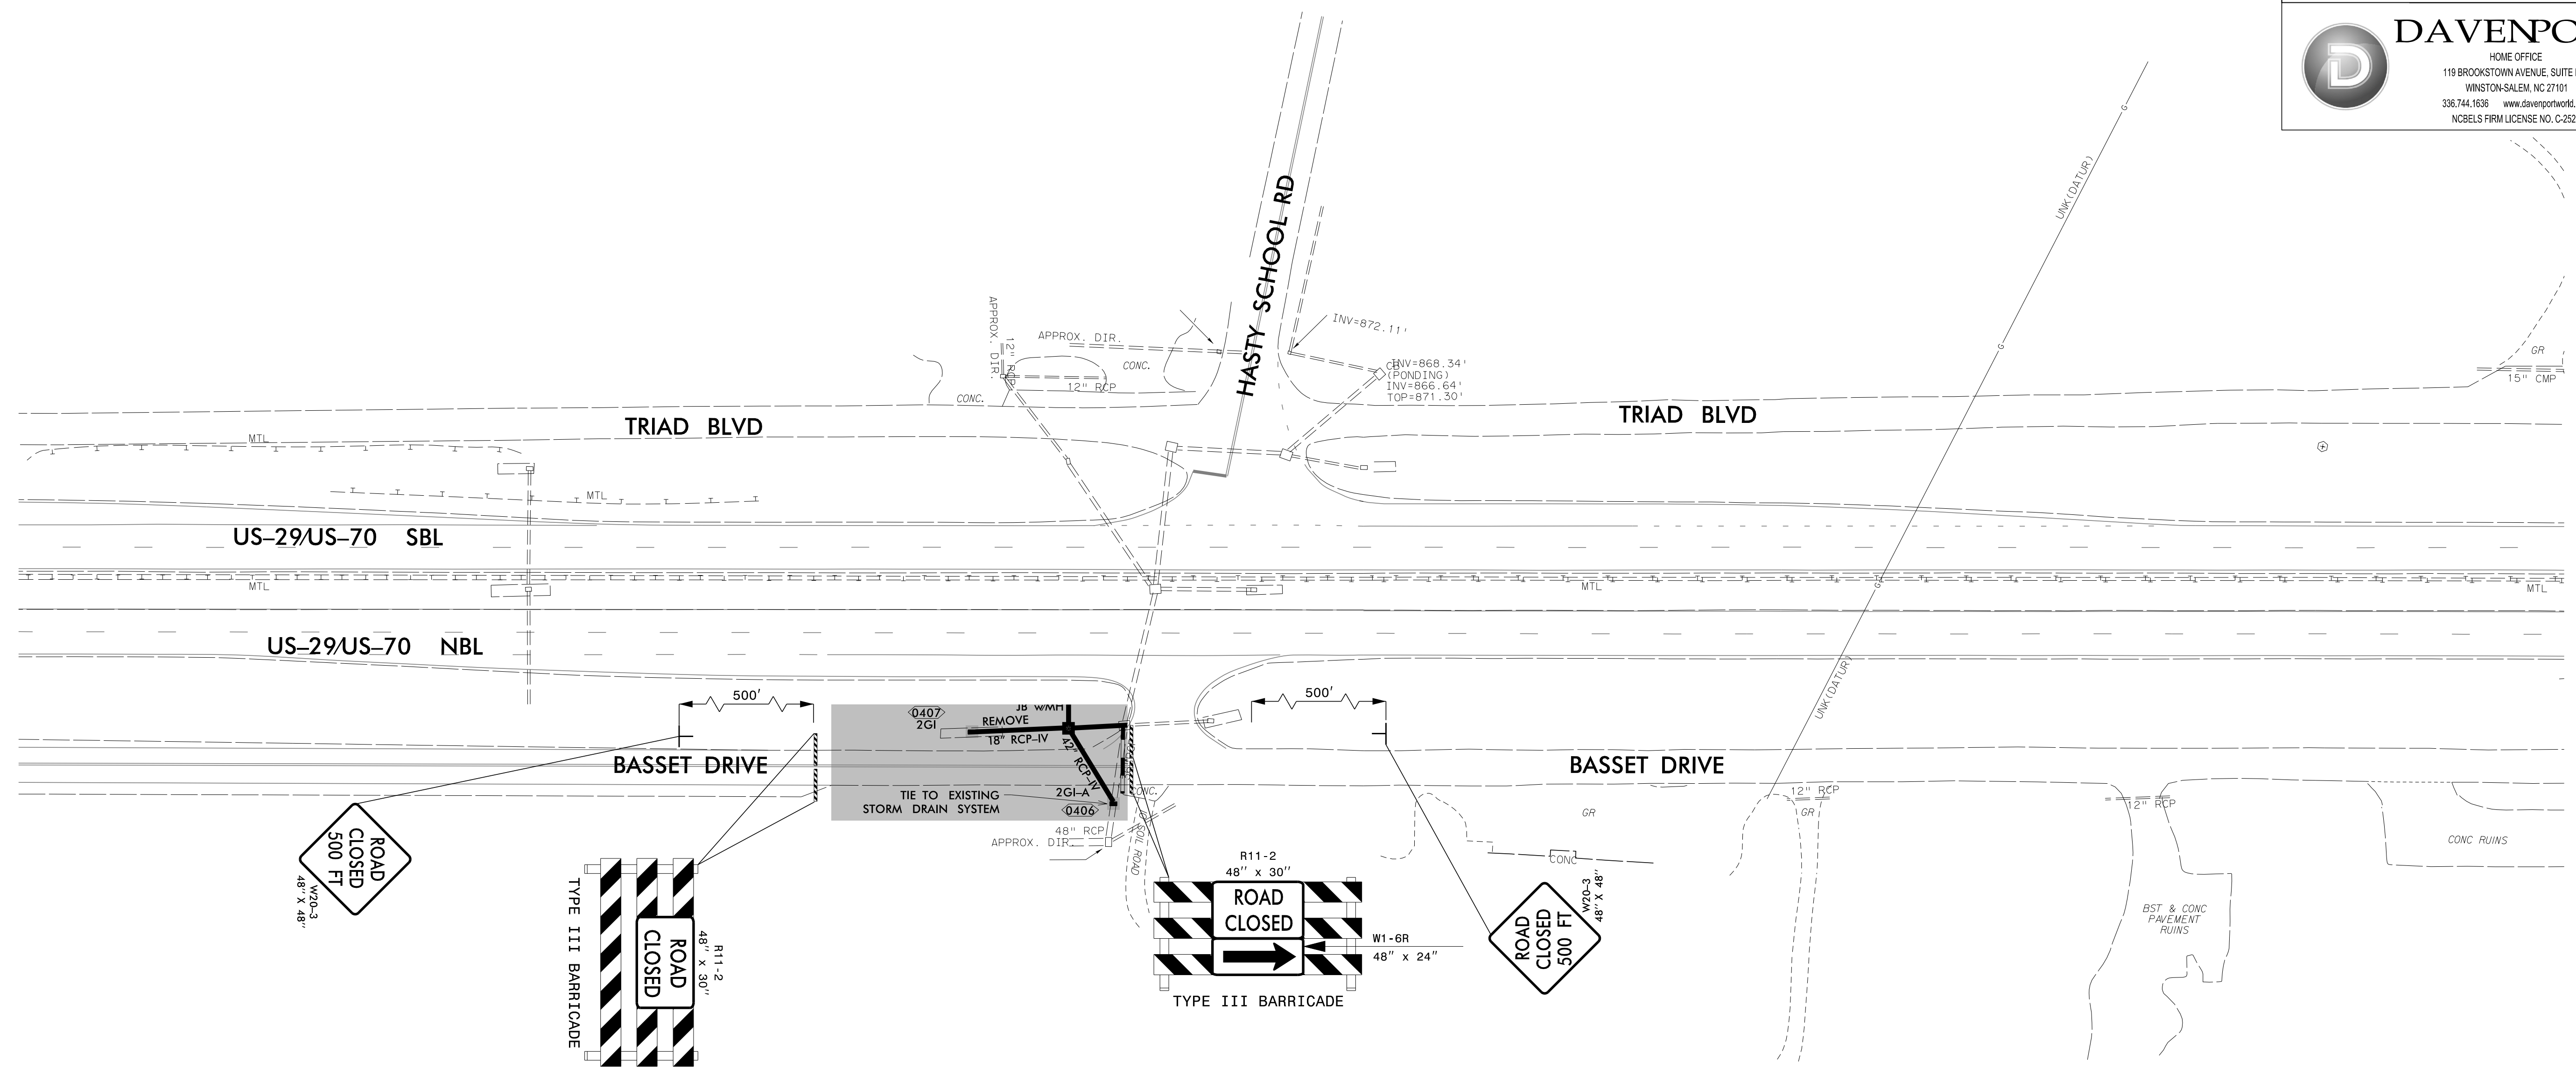 DAVENPO
HOME OFFICE
119 BROOKSTOWN AVENUE, SUITE
WINSTON-SALEM, NC 27101
336.744.1636 www.davenportworld.
NCBELS FIRM LICENSE NO. C-252
D
HASTY SCHOOL RD
G
UNK(DATUR)
G
APPROX. DIR.
12" RCP
APPROX. DIR.
CONC.
12" RCP
CONC.
INV=872.11'
INV=868.34'
CB
(PONDING)
INV=866.64'
TOP=871.30'
GR
15" CMP
TRIAD BLVD
TRIAD BLVD
MTL
MTL
US-29/US-70 SBL
MTL
MTL
MTL
G
US-29/US-70 NBL
UNK(DATUR)
500'
500'
0407
2GI
JB W/MH
REMOVE
18" RCP-IV
42" RCP-IV
BASSET DRIVE
BASSET DRIVE
2GI-A
TIE TO EXISTING
STORM DRAIN SYSTEM
0406
CONC.
48" RCP
APPROX. DIR.
SOIL ROAD
12" RCP
12" RCP
GR
GR
CONC
CONC RUINS
BST & CONC
PAVEMENT
RUINS
ROAD
CLOSED
500 FT
W20-3
48" X 48"
TYPE III BARRICADE
ROAD
CLOSED
R11-2
48" x 30"
R11-2
48" x 30"
ROAD
CLOSED
W1-6R
48" x 24"
TYPE III BARRICADE
ROAD
CLOSED
500 FT
W20-3
48" X 48"